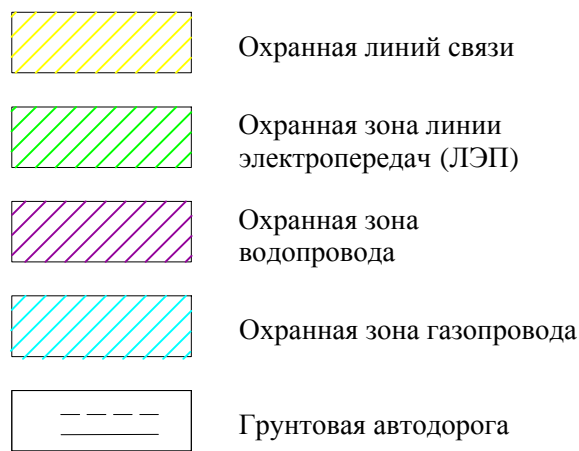 Охранная линий связи
Охранная зона линии
электропередач (ЛЭП)
Охранная зона
водопровода
Охранная зона газопровода
Грунтовая автодорога